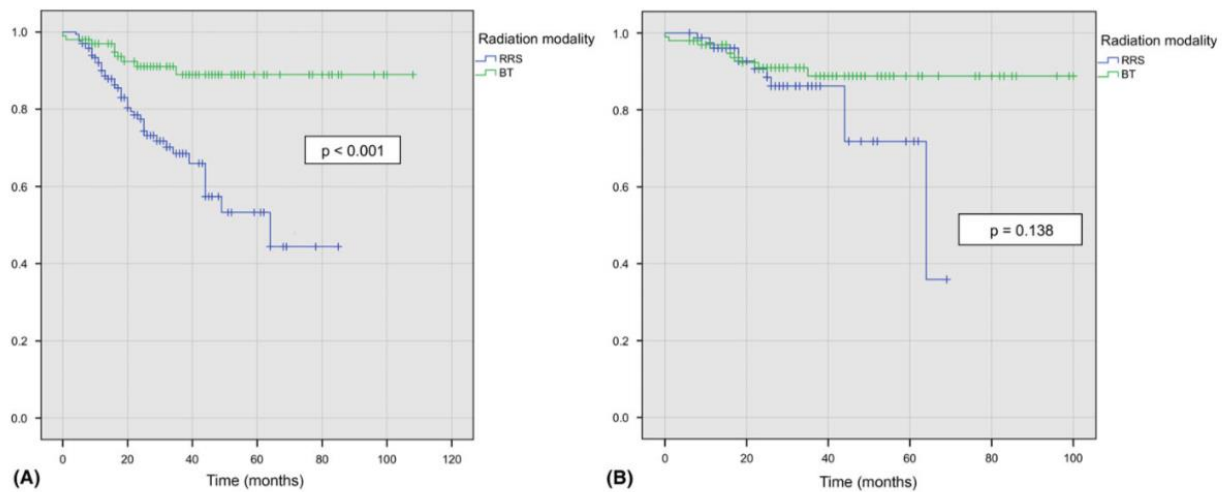 1.0
0.8
0.6
0.4
0.2
0.0
p < 0.001
Radiation modality
RRS
BT
0 20 40 60 80 100 120
Time (months)
(A)
1.0
0.8
0.6
0.4
0.2
0.0
p = 0.138
Radiation modality
RRS
BT
0 20 40 60 80 100
Time (months)
(B)